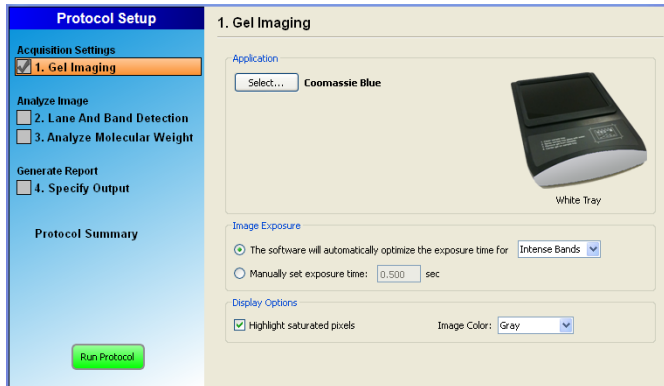 Protocol Setup
Acquisition Settings
1. Gel Imaging
Analyze Image
2. Lane And Band Detection
3. Analyze Molecular Weight
Generate Report
4. Specify Output
Protocol Summary
Run Protocol
1. Gel Imaging
Application
Select... Coomassie Blue
White Tray
Image Exposure
The software will automatically optimize the exposure time for Intense Bands
Manually set exposure time: 0.500 sec
Display Options
Highlight saturated pixels Image Color: Gray